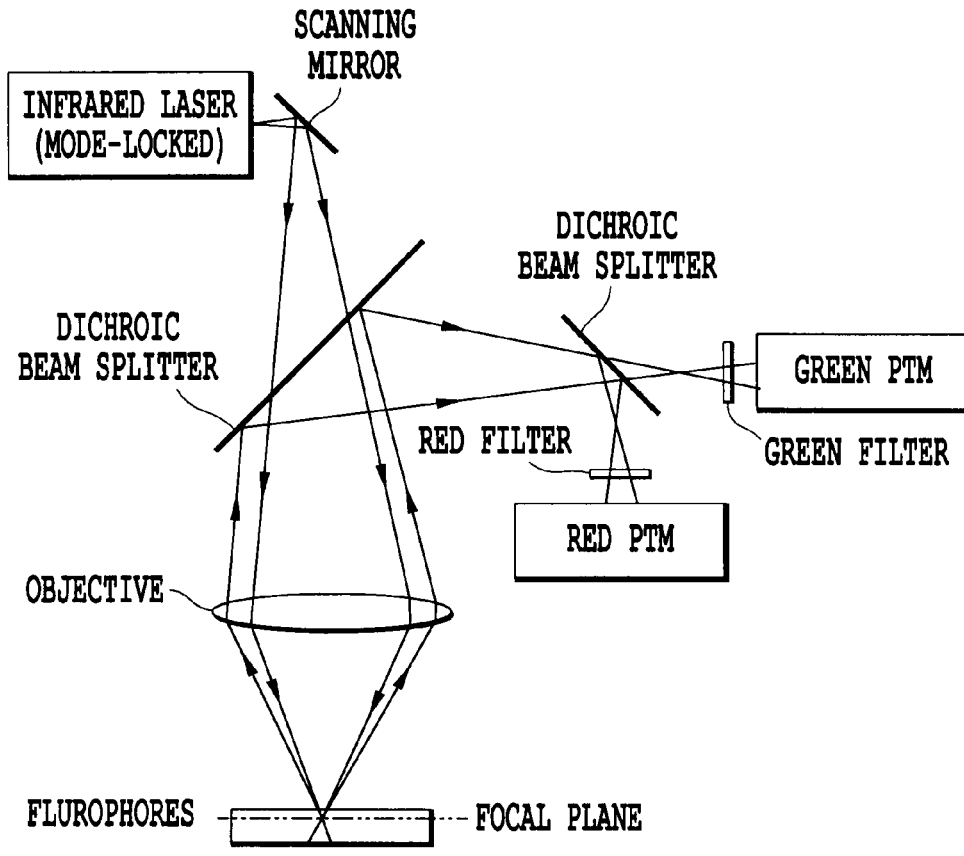 SCANNING
MIRROR
INFRARED LASER
(MODE-LOCKED)
DICHROIC
BEAM SPLITTER
DICHROIC
BEAM SPLITTER
GREEN PTM
RED FILTER
GREEN FILTER
RED PTM
OBJECTIVE
FLUROPHORES
FOCAL PLANE